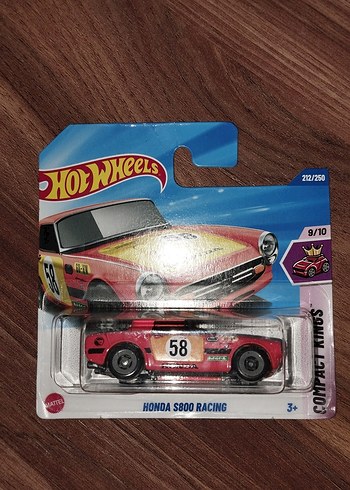 HOT WHEELS
212/250
9/10
58
58
COMPACT KINGS
MATTEL
HONDA S800 RACING
3+